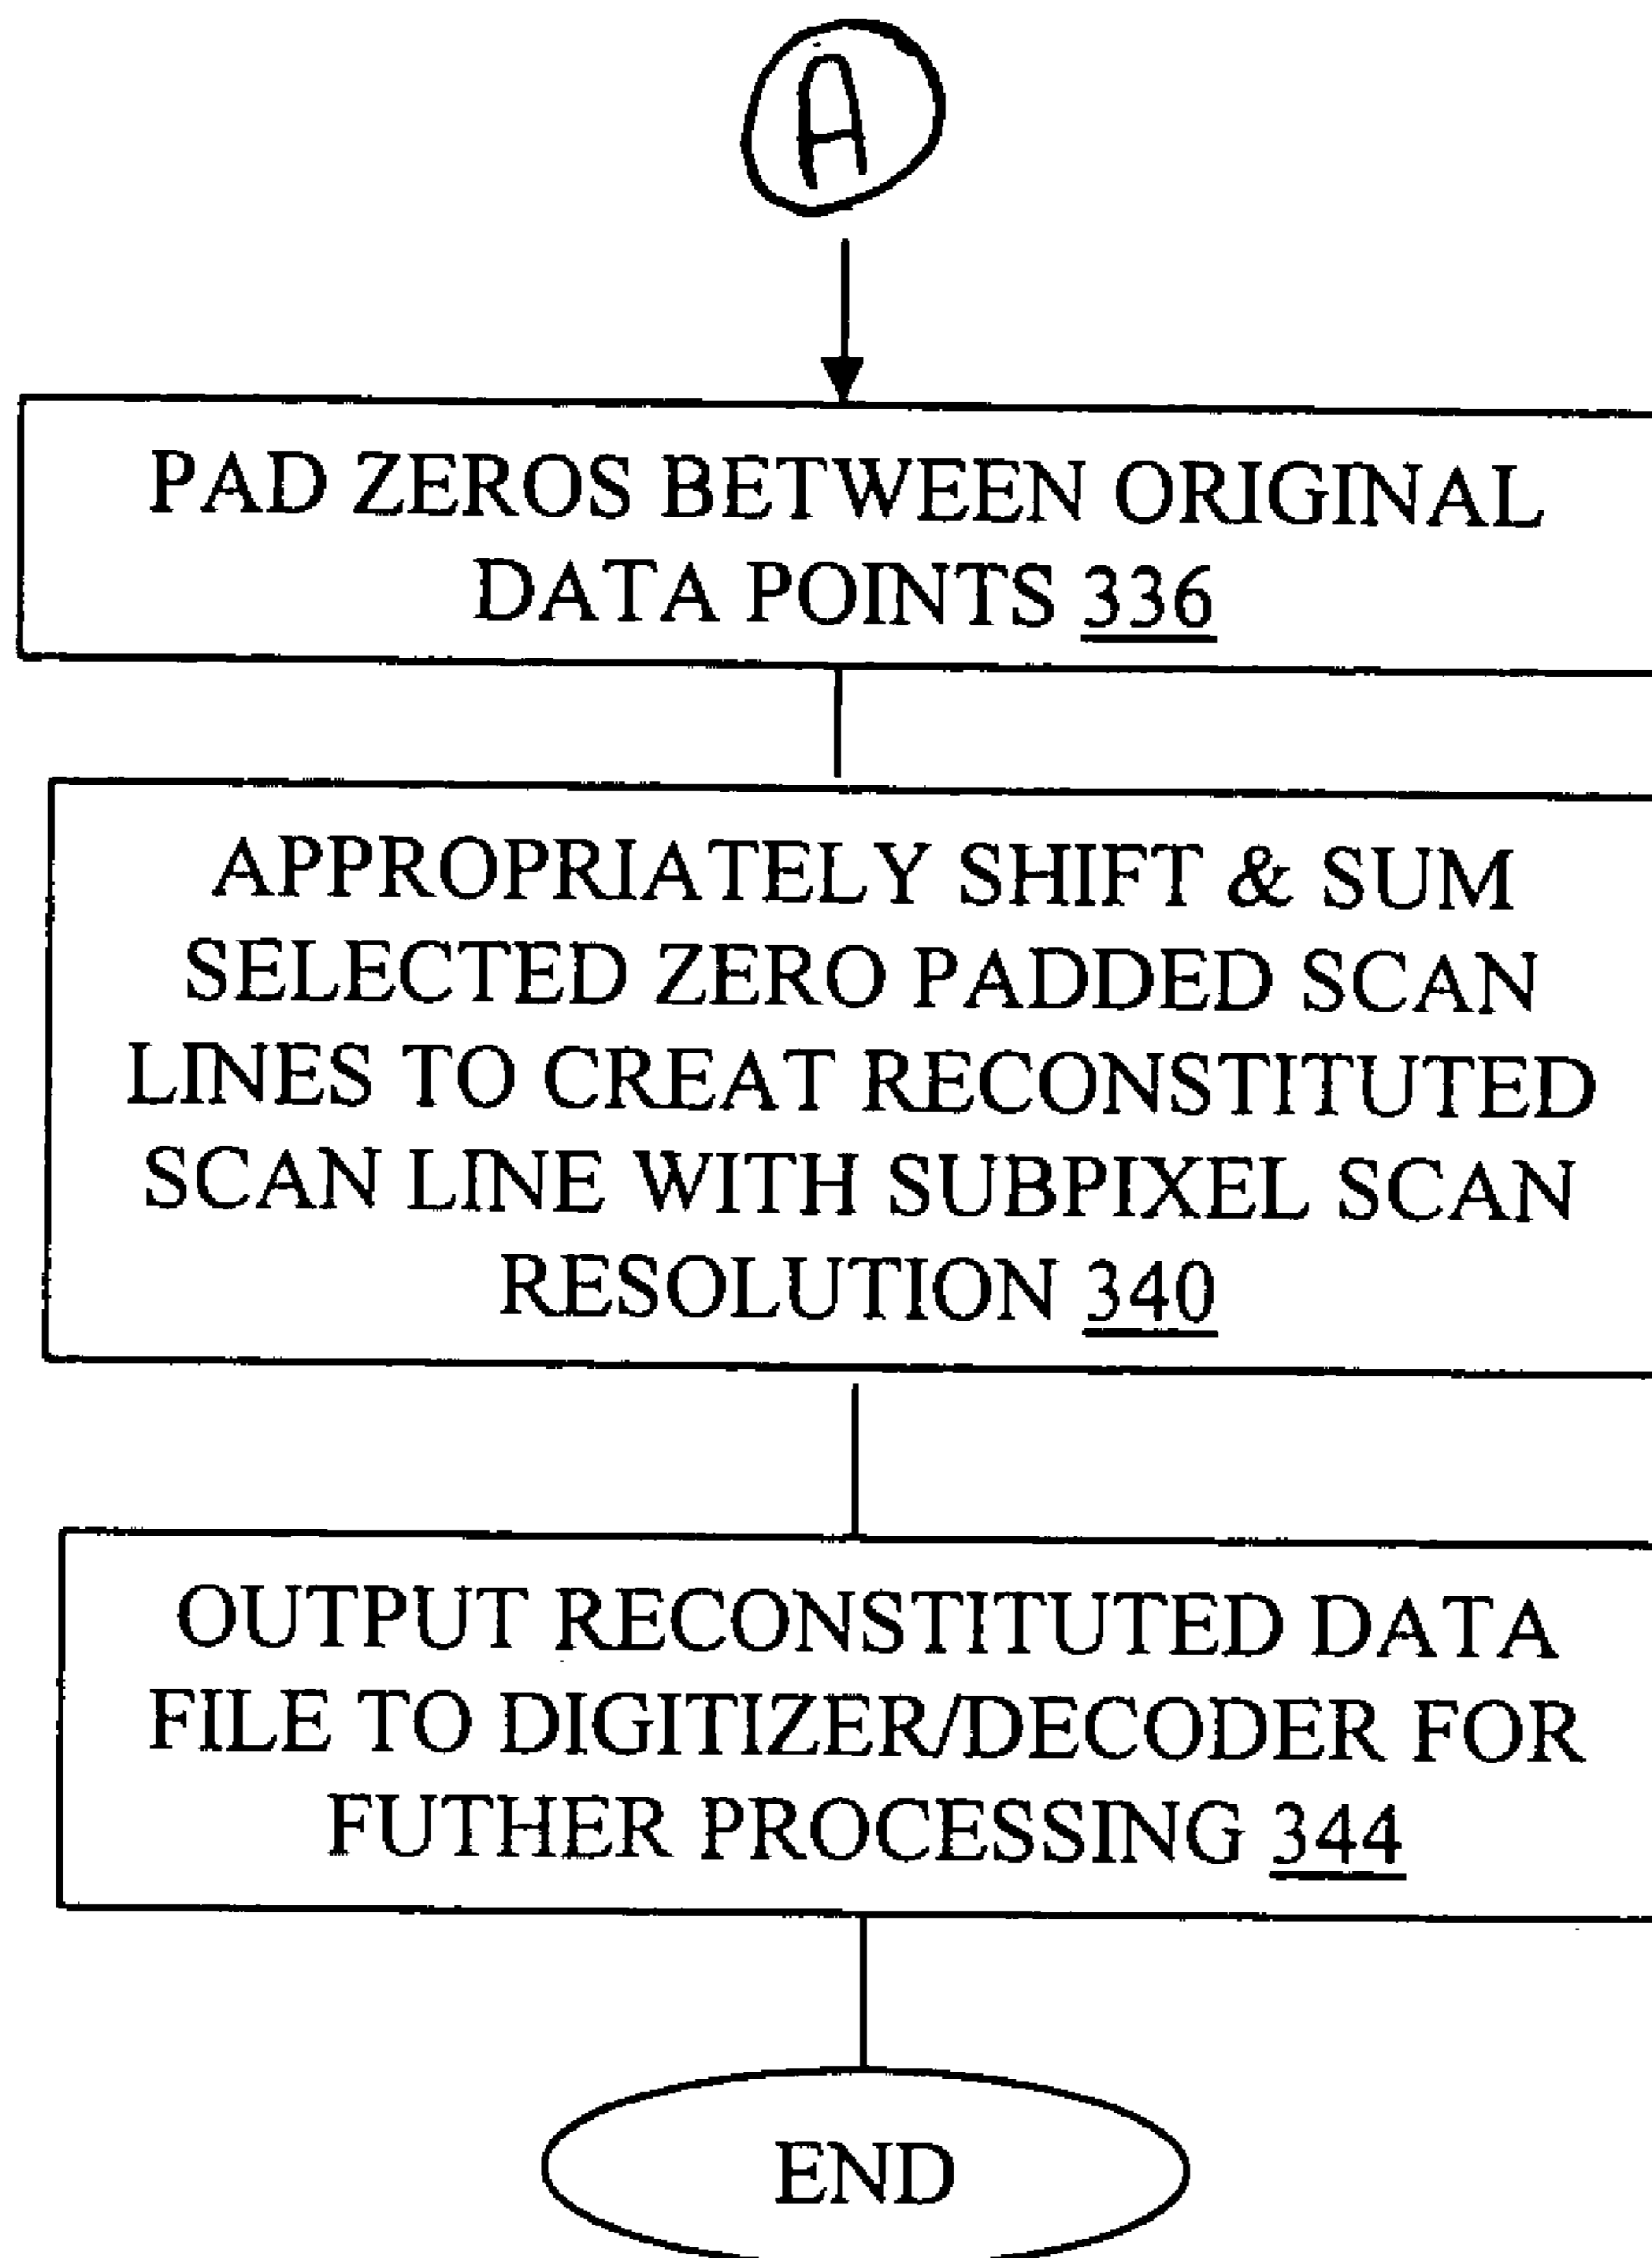 A
PAD ZEROS BETWEEN ORIGINAL
DATA POINTS 336
APPROPRIATELY SHIFT & SUM
SELECTED ZERO PADDED SCAN
LINES TO CREAT RECONSTITUTED
SCAN LINE WITH SUBPIXEL SCAN
RESOLUTION 340
OUTPUT RECONSTITUTED DATA
FILE TO DIGITIZER/DECODER FOR
FUTHER PROCESSING 344
END